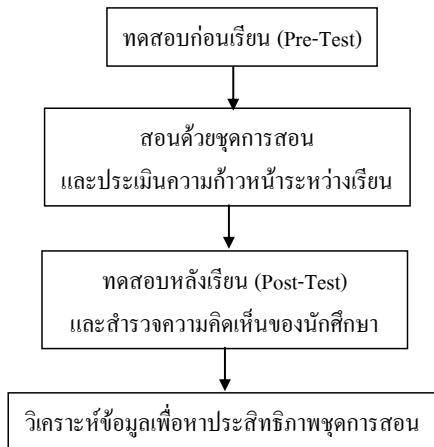 ทดสอบก่อนเรียน (Pre-Test)
สอนด้วยชุดการสอน
และประเมินความก้าวหน้าระหว่างเรียน
ทดสอบหลังเรียน (Post-Test)
และสำรวจความคิดเห็นของนักศึกษา
วิเคราะห์ข้อมูลเพื่อหาประสิทธิภาพชุดการสอน